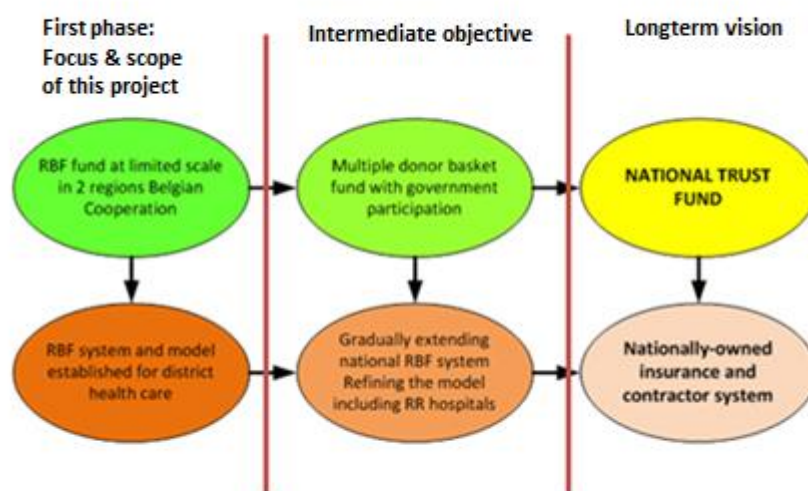 First phase:
Focus & scope
of this project
Intermediate objective
Longterm vision
RBF fund at limited scale
in 2 regions Belgian
Cooperation
Multiple donor basket
fund with government
participation
NATIONAL TRUST
FUND
RBF system and model
established for district
health care
Gradually extending
national RBF system
Refining the model
including RR hospitals
Nationally-owned
insurance and
contractor system